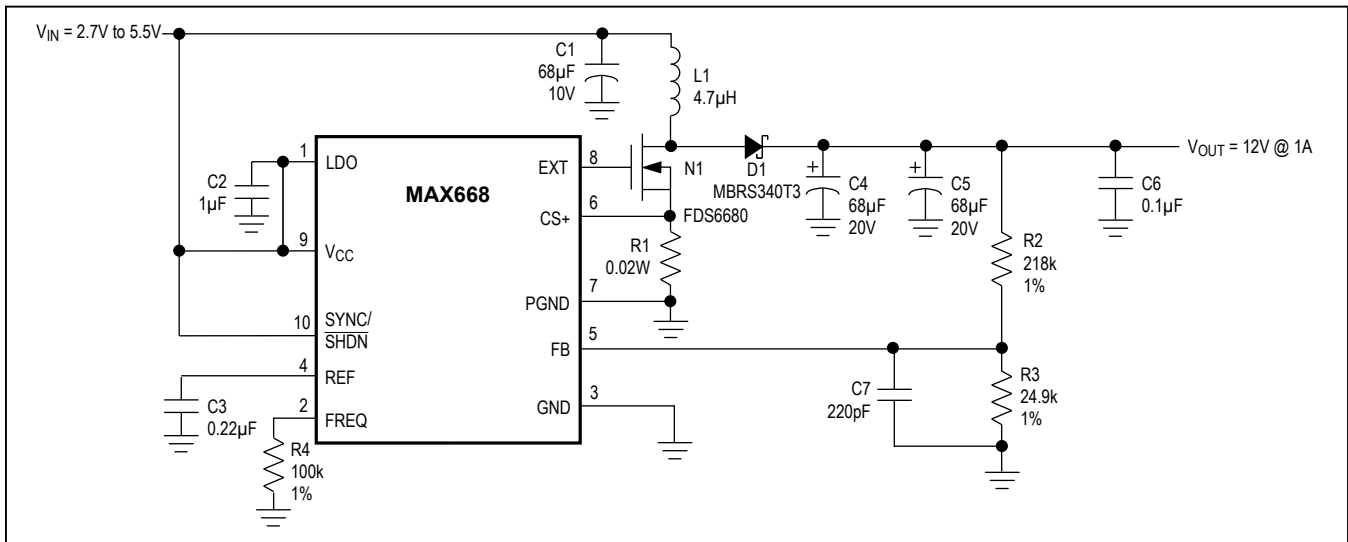 V_IN = 2.7V to 5.5V
C1
68µF
10V
L1
4.7µH
1
LDO
C2
1µF
MAX668
EXT
8
N1
FDS6680
D1
MBRS340T3
C4
68µF
20V
+
C5
68µF
20V
+
V_OUT = 12V @ 1A
C6
0.1µF
6
CS+
9
V_CC
R1
0.02W
R2
218k
1%
7
PGND
10
SYNC/
SHDN
5
FB
4
REF
C3
0.22µF
2
FREQ
3
GND
C7
220pF
R3
24.9k
1%
R4
100k
1%